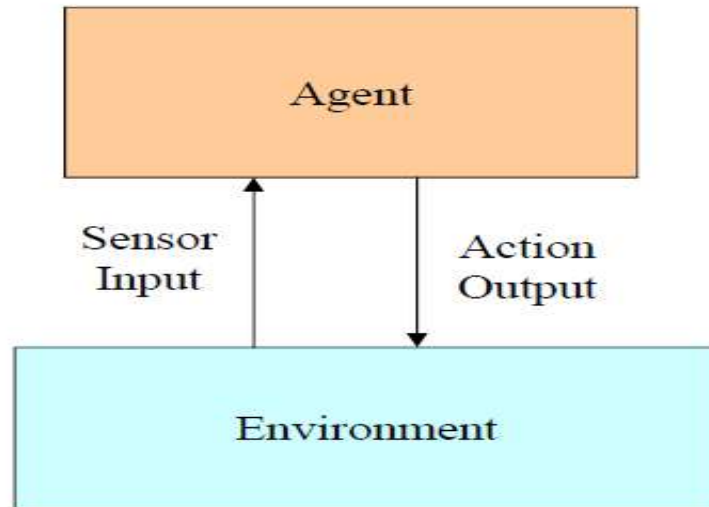 Agent
Sensor
Input
Action
Output
Environment